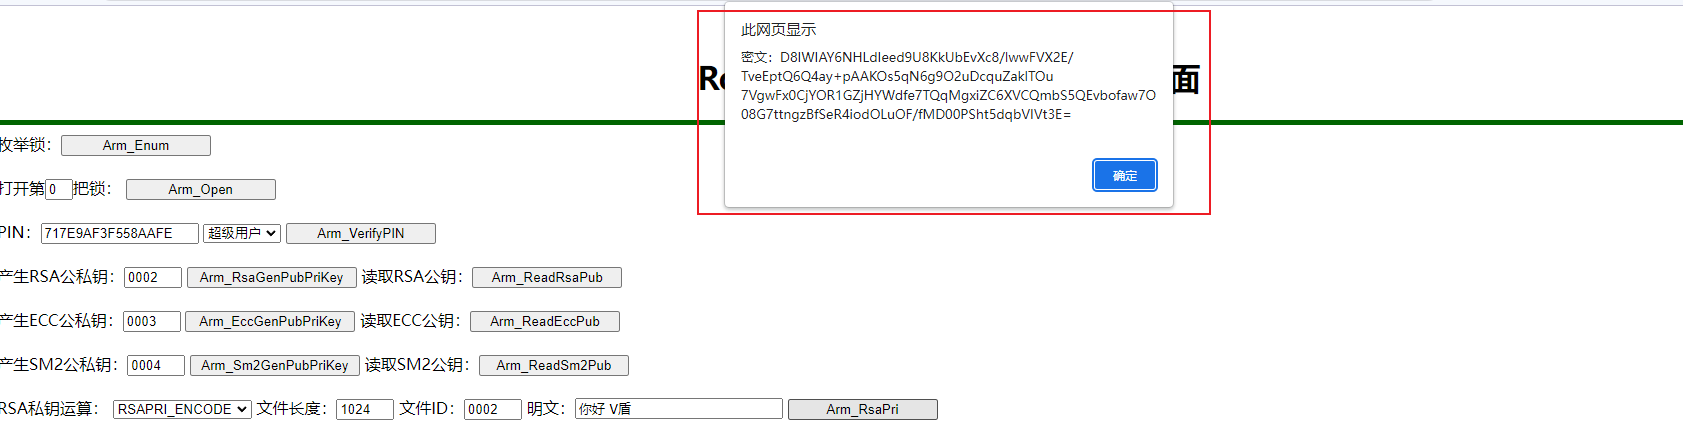 此网页显示
密文：D8IWIAY6NHLdIeed9U8KkUbEvXc8/IwwFVX2E/
TveEptQ6Q4ay+pAAKOs5qN6g9O2uDcquZaklTOu
7VgwFx0CjYOR1GZjHYWdfe7TQqMgxiZC6XVCQmbS5QEvbofaw7O
08G7ttngzBfSeR4iodOLuOF/fMD00PSht5dqbVIVt3E=
确定
面
枚举锁： Arm_Enum
打开第 0 把锁： Arm_Open
PIN： 717E9AF3F558AAFE 超级用户 Arm_VerifyPIN
产生RSA公私钥： 0002 Arm_RsaGenPubPriKey 读取RSA公钥： Arm_ReadRsaPub
产生ECC公私钥： 0003 Arm_EccGenPubPriKey 读取ECC公钥： Arm_ReadEccPub
产生SM2公私钥： 0004 Arm_Sm2GenPubPriKey 读取SM2公钥： Arm_ReadSm2Pub
RSA私钥运算： RSAPRI_ENCODE 文件长度： 1024 文件ID： 0002 明文： 你好 V盾 Arm_RsaPri